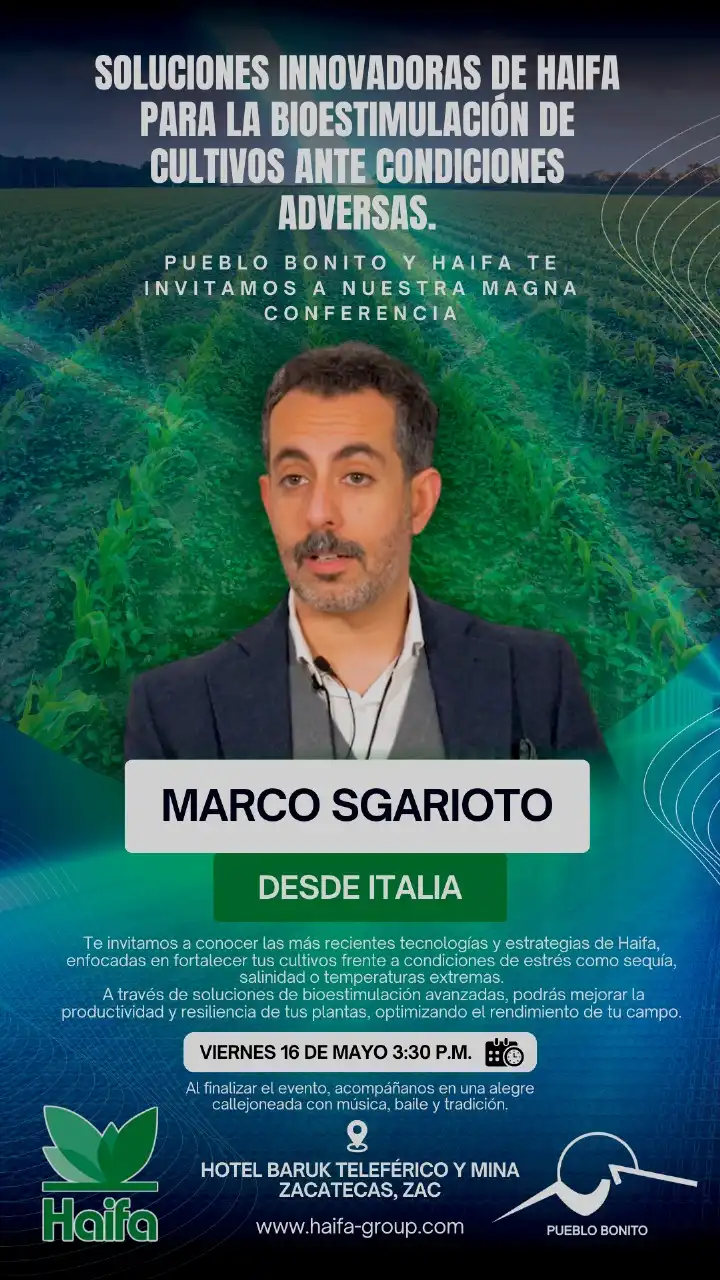 SOLUCIONES INNOVADORAS DE HAIFA
PARA LA BIOESTIMULACIÓN DE
CULTIVOS ANTE CONDICIONES
ADVERSAS.
PUEBLO BONITO Y HAIFA TE
INVITAMOS A NUESTRA MAGNA
CONFERENCIA
MARCO SGARIOTO
DESDE ITALIA
Te invitamos a conocer las más recientes tecnologías y estrategias de Haifa,
enfocadas en fortalecer tus cultivos frente a condiciones de estrés como sequía,
salinidad o temperaturas extremas.
A través de soluciones de bioestimulación avanzadas, podrás mejorar la
productividad y resiliencia de tus plantas, optimizando el rendimiento de tu campo.
VIERNES 16 DE MAYO 3:30 P.M.
Al finalizar el evento, acompáñanos en una alegre
callejoneada con música, baile y tradición.
HOTEL BARUK TELEFÉRICO Y MINA
ZACATECAS, ZAC
www.haifa-group.com
Haifa
PUEBLO BONITO